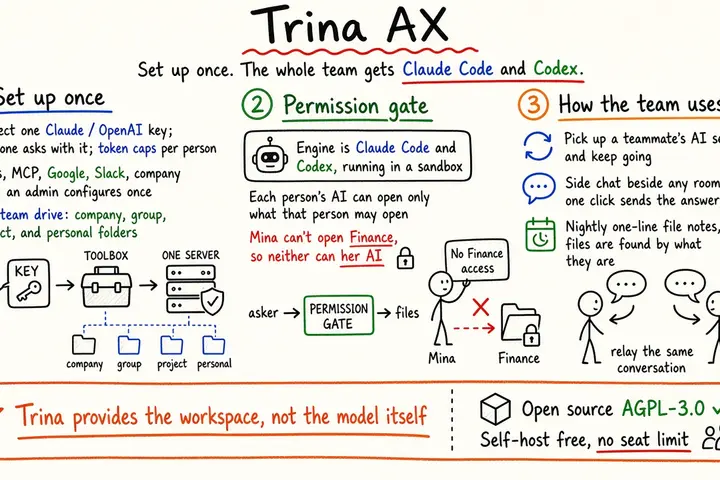 Trina AX
Set up once. The whole team gets Claude Code and Codex.
Set up once
one Claude / OpenAI key;
one asks with it; token caps per person
MCP, Google, Slack, company
an admin configures once
team drive: company, group,
and personal folders
KEY
TOOLBOX
ONE SERVER
company
group
project
personal
2 Permission gate
Engine is Claude Code and
Codex, running in a sandbox
Each person's AI can open only
what that person may open
Mina can't open Finance,
so neither can her AI
asker
PERMISSION
GATE
files
No Finance
access
Mina
Finance
3 How the team uses
Pick up a teammate's AI
and keep going
Side chat beside any room
one click sends the answer
Nightly one-line file notes,
files are found by what
they are
relay the same
conversation
Trina provides the workspace, not the model itself
Open source AGPL-3.0
Self-host free, no seat limit